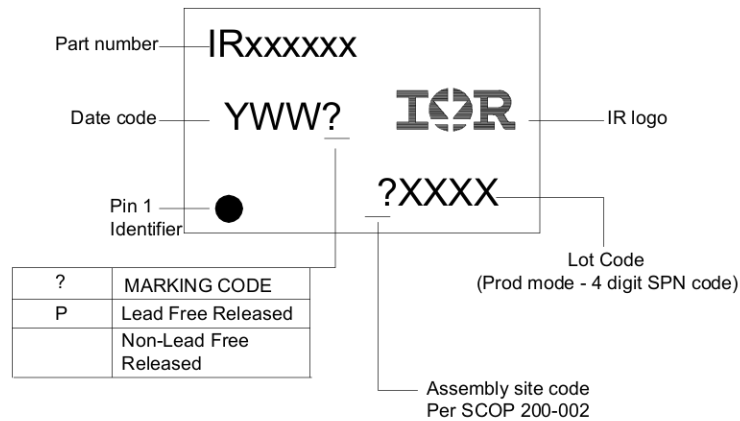 Part number
IRxxxxxx
Date code
YWW?
IOR
IR logo
?XXXX
Pin 1
Identifier
Lot Code
(Prod mode - 4 digit SPN code)
? MARKING CODE
P Lead Free Released
Non-Lead Free
Released
Assembly site code
Per SCOP 200-002